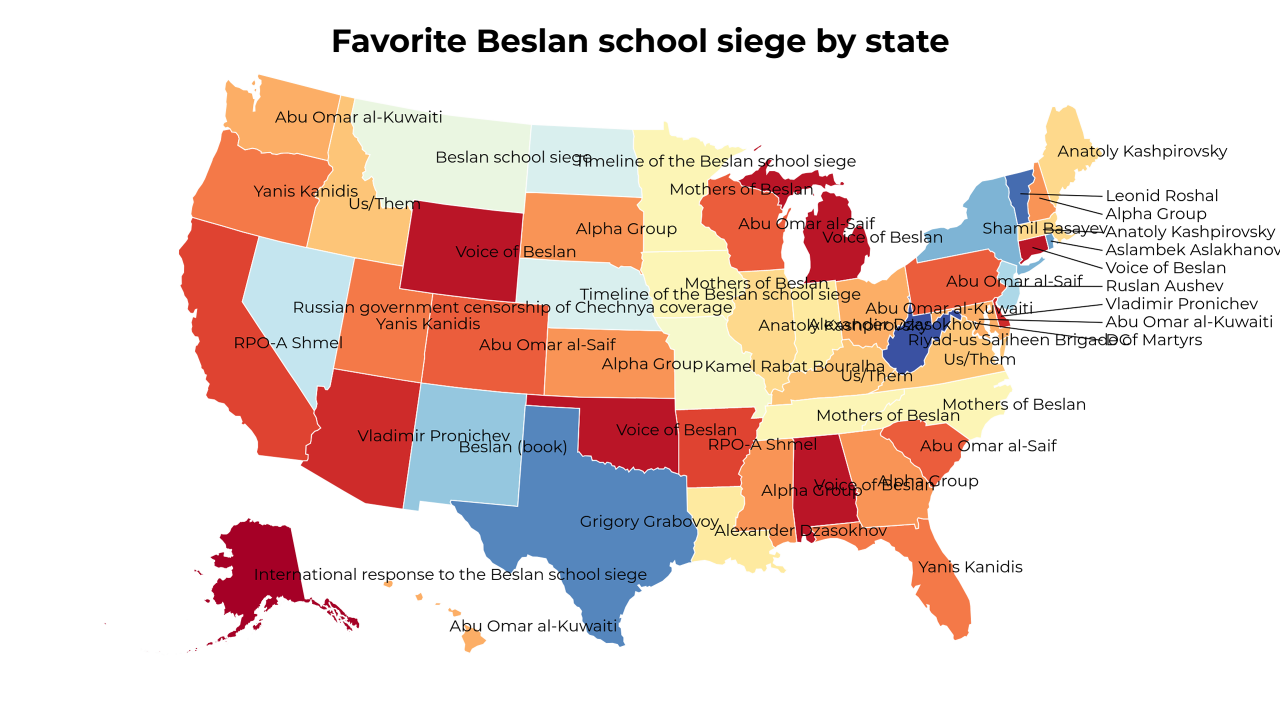 Favorite Beslan school siege by state
Abu Omar al-Kuwaiti
Anatoly Kashpirovsky
Beslan school siege
Timeline of the Beslan school siege
Yanis Kanidis
Mothers of Beslan
Us/Them
Leonid Roshal
Alpha Group
Abu Omar al-Saif
Alpha Group
Shamil Basayev
Anatoly Kashpirovsky
Voice of Beslan
Aslambek Aslakhanov
Voice of Beslan
Voice of Beslan
Abu Omar al-Saif
Ruslan Aushev
Mothers of Beslan
Timeline of the Beslan school siege
Vladimir Pronichev
Russian government censorship of Chechnya coverage
Abu Omar al-Kuwaiti
Abu Omar al-Kuwaiti
Yanis Kanidis
Anatoly Kashpirovsky
Alexander Dzasokhov
Riyad-us Saliheen Brigade of Martyrs
DC
RPO-A Shmel
Abu Omar al-Saif
Us/Them
Alpha Group
Kamel Rabat Bouralha
Us/Them
Mothers of Beslan
Mothers of Beslan
Voice of Beslan
Vladimir Pronichev
Beslan (book)
RPO-A Shmel
Abu Omar al-Saif
Alpha Group
Voice of Beslan
Alpha Group
Grigory Grabovoy
Alexander Dzasokhov
Yanis Kanidis
International response to the Beslan school siege
Abu Omar al-Kuwaiti